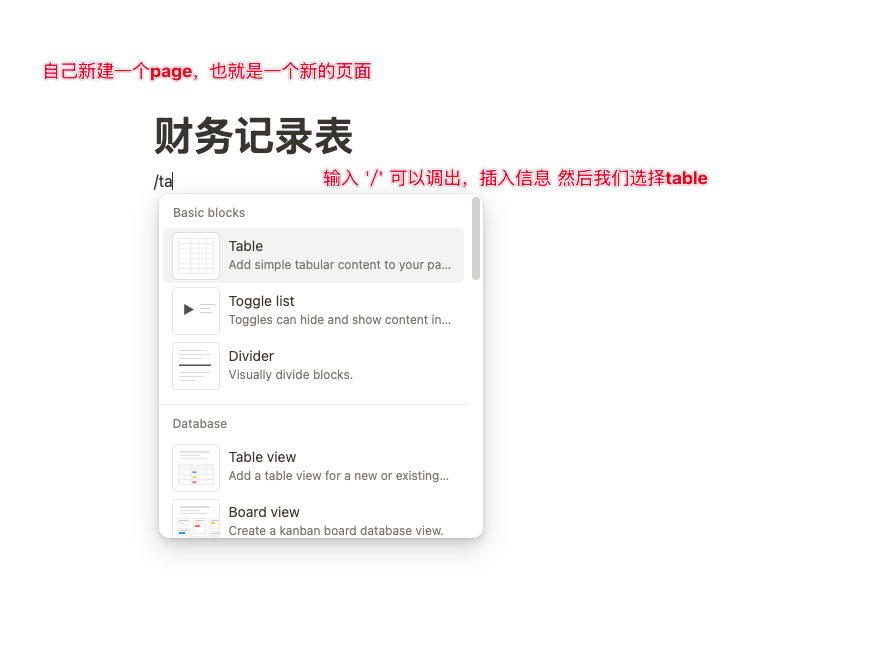 自己新建一个page，也就是一个新的页面
财务记录表
/ta
输入 '/' 可以调出，插入信息 然后我们选择table
Basic blocks
Table
Add simple tabular content to your pa...
Toggle list
Toggles can hide and show content in...
Divider
Visually divide blocks.
Database
Table view
Add a table view for a new or existing...
Board view
Create a kanban board database view.